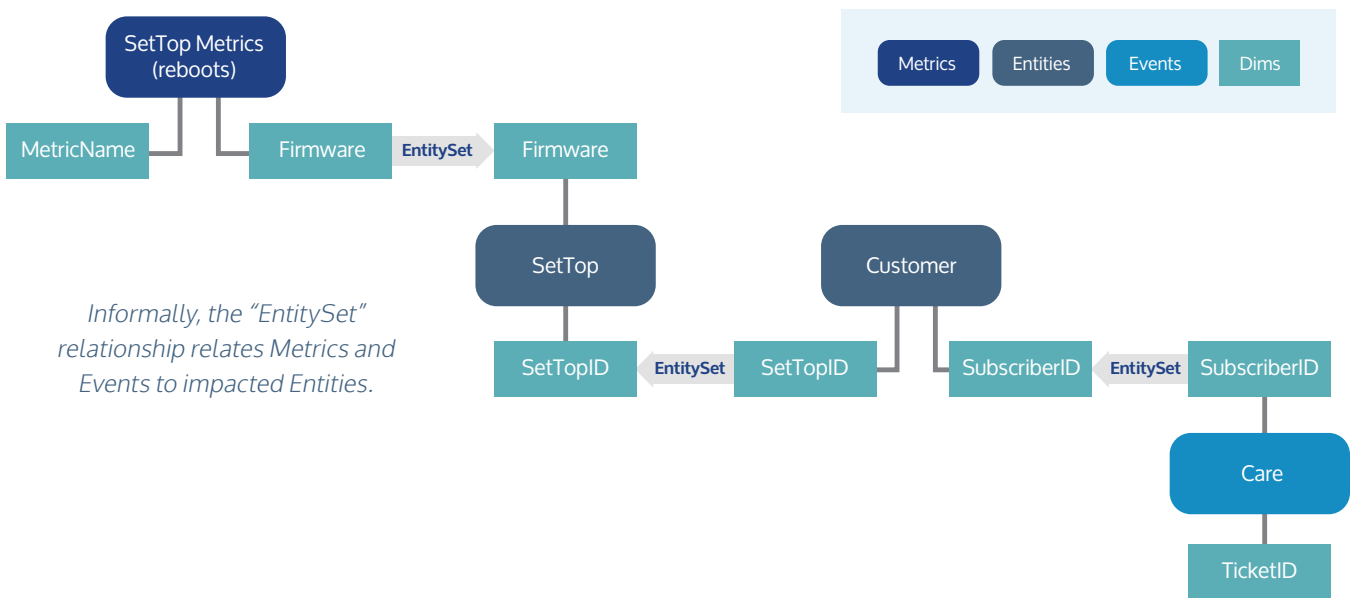 SetTop Metrics
(reboots)
Metrics
Entities
Events
Dims
MetricName
Firmware
EntitySet
Firmware
SetTop
Customer
Informally, the “EntitySet”
relationship relates Metrics and
Events to impacted Entities.
SetTopID
EntitySet
SetTopID
SubscriberID
EntitySet
SubscriberID
Care
TicketID